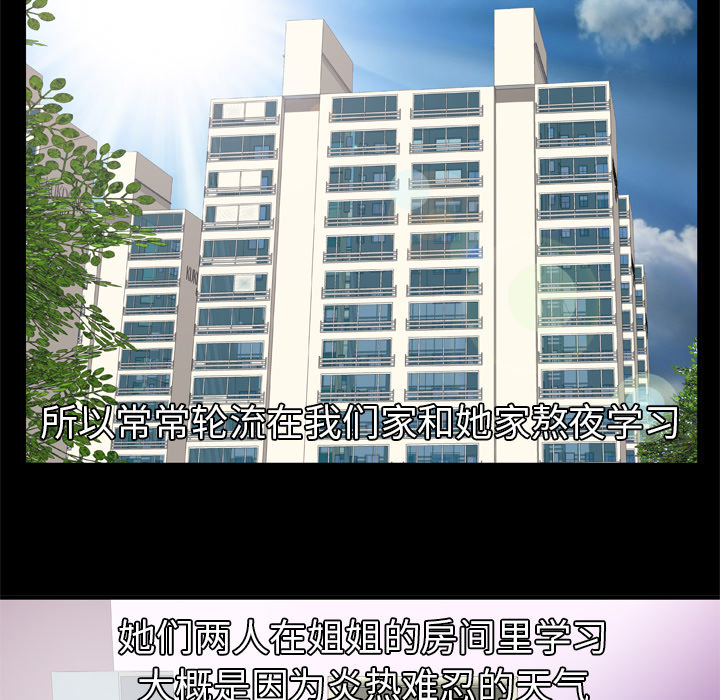 所以常常轮流在我们家和她家熬夜学习
她们两人在姐姐的房间里学习
大概是因为炎热难忍的天气